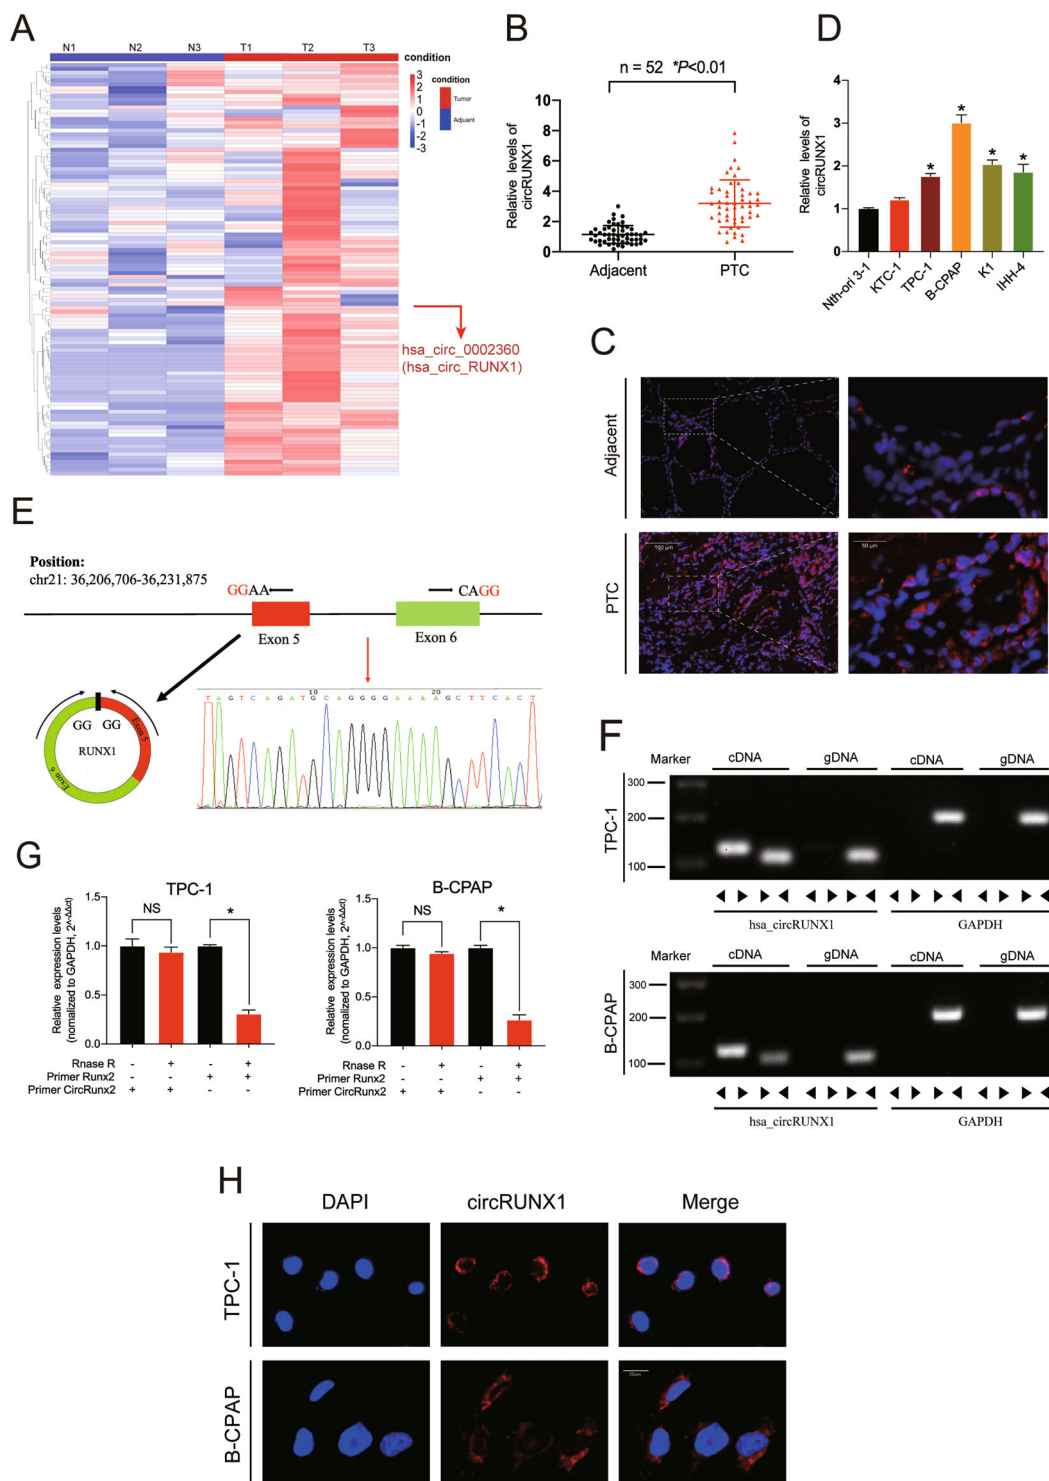 A
N1 N2 N3 T1 T2 T3
condition
3
2
1
0
-1
-2
-3
condition
Tumor
Adjuant
hsa_circ_0002360
(hsa_circ_RUNX1)
B
n = 52 *P<0.01
Relative levels of
circRUNX1
10
8
6
4
2
0
Adjacent PTC
D
Relative levels of
circRUNX1
4
3
2
1
0
* * * *
Nth-ori 3-1 KTC-1 TPC-1 B-CPAP K1 IHH-4
C
Adjacent
PTC
100 μm
50 μm
E
Position:
chr21: 36,206,706-36,231,875
GGAA CAGG
Exon 5 Exon 6
GG GG
RUNX1
Exon 5
Exon 6
10 20
TAGTCAGATGCAGGGGAAAAGCTTCACT
F
Marker cDNA gDNA cDNA gDNA
TPC-1
300
200
100
hsa_circRUNX1 GAPDH
Marker cDNA gDNA cDNA gDNA
B-CPAP
300
200
100
hsa_circRUNX1 GAPDH
G
TPC-1
Relative expression levels
(nomalized to GAPDH, 2^-ΔΔct)
1.5
1.0
0.5
0.0
NS *
Rnase R - + - +
Primer Runx2 - - + +
Primer CircRunx2 + + - -
B-CPAP
Relative expression levels
(nomalized to GAPDH, 2^-ΔΔct)
1.5
1.0
0.5
0.0
NS *
Rnase R - + - +
Primer Runx2 - - + +
Primer CircRunx2 + + - -
H
DAPI circRUNX1 Merge
TPC-1
B-CPAP
20um